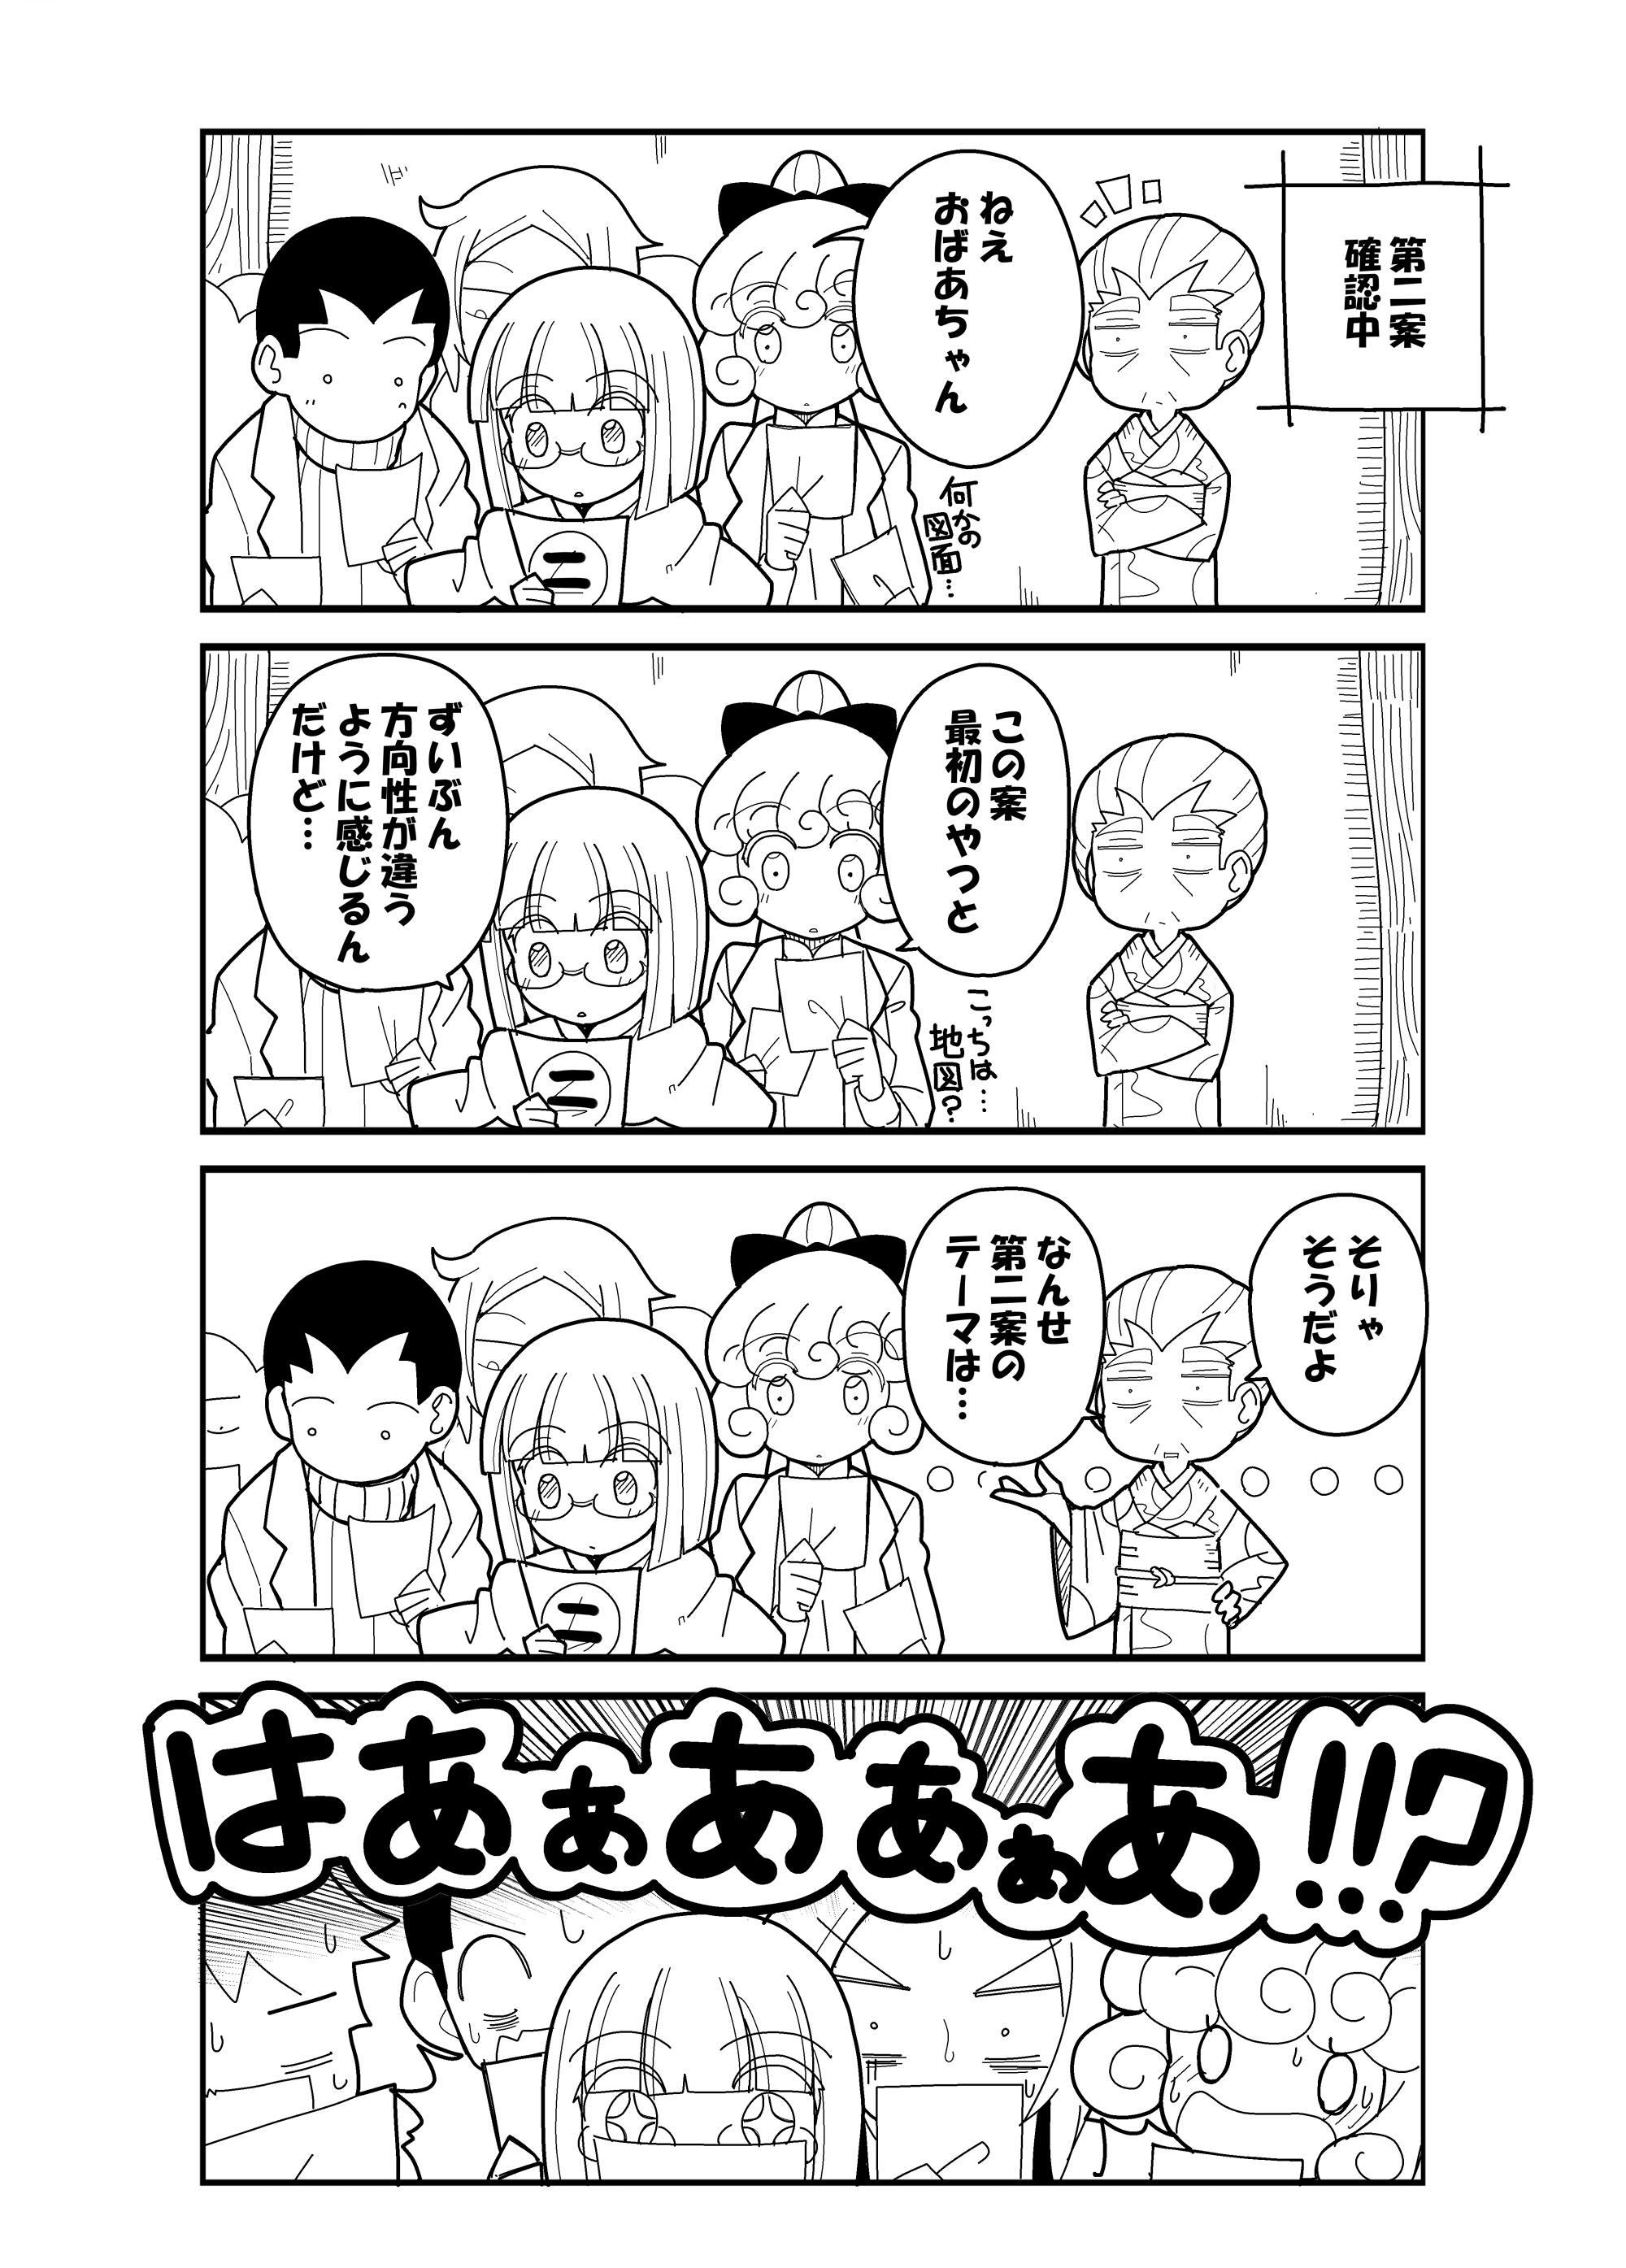 第二案
確認中
ねえ
おばあちゃん
何かの
図面…
二
この案
最初のやつと
こっちは…
地図?
ずいぶん
方向性が違う
ように感じるん
だけど…
二
そりゃ
そうだよ
なんせ
第二案の
テーマは…
二
はあぁあぁぁあ!!?